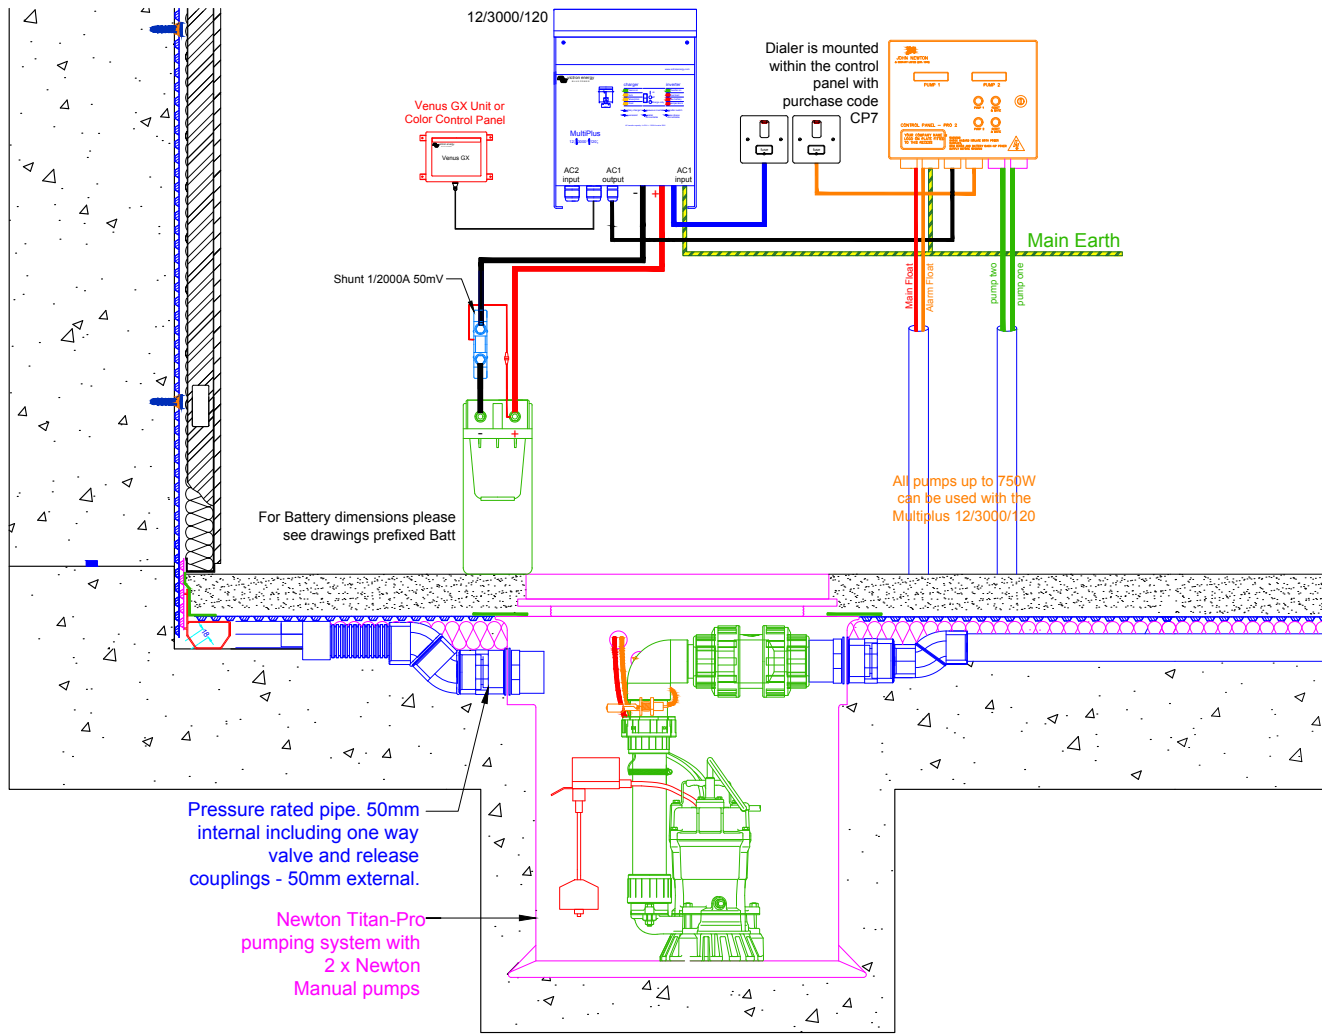 12/3000/120
Dialer is mounted
within the control
panel with
purchase code
CP7
JOHN NEWTON
PUMP 1
PUMP 2
CONTROL PANEL - PRO 2
Venus GX Unit or
Color Control Panel
Venus GX
victron energy
charger
inverter
MultiPlus
AC2
input
AC1
output
-
+
AC1
input
Main Earth
Shunt 1/2000A 50mV
Main Float
Alarm Float
pump two
pump one
-
+
All pumps up to 750W
can be used with the
Multiplus 12/3000/120
For Battery dimensions please
see drawings prefixed Batt
Pressure rated pipe. 50mm
internal including one way
valve and release
couplings - 50mm external.
Newton Titan-Pro
pumping system with
2 x Newton
Manual pumps